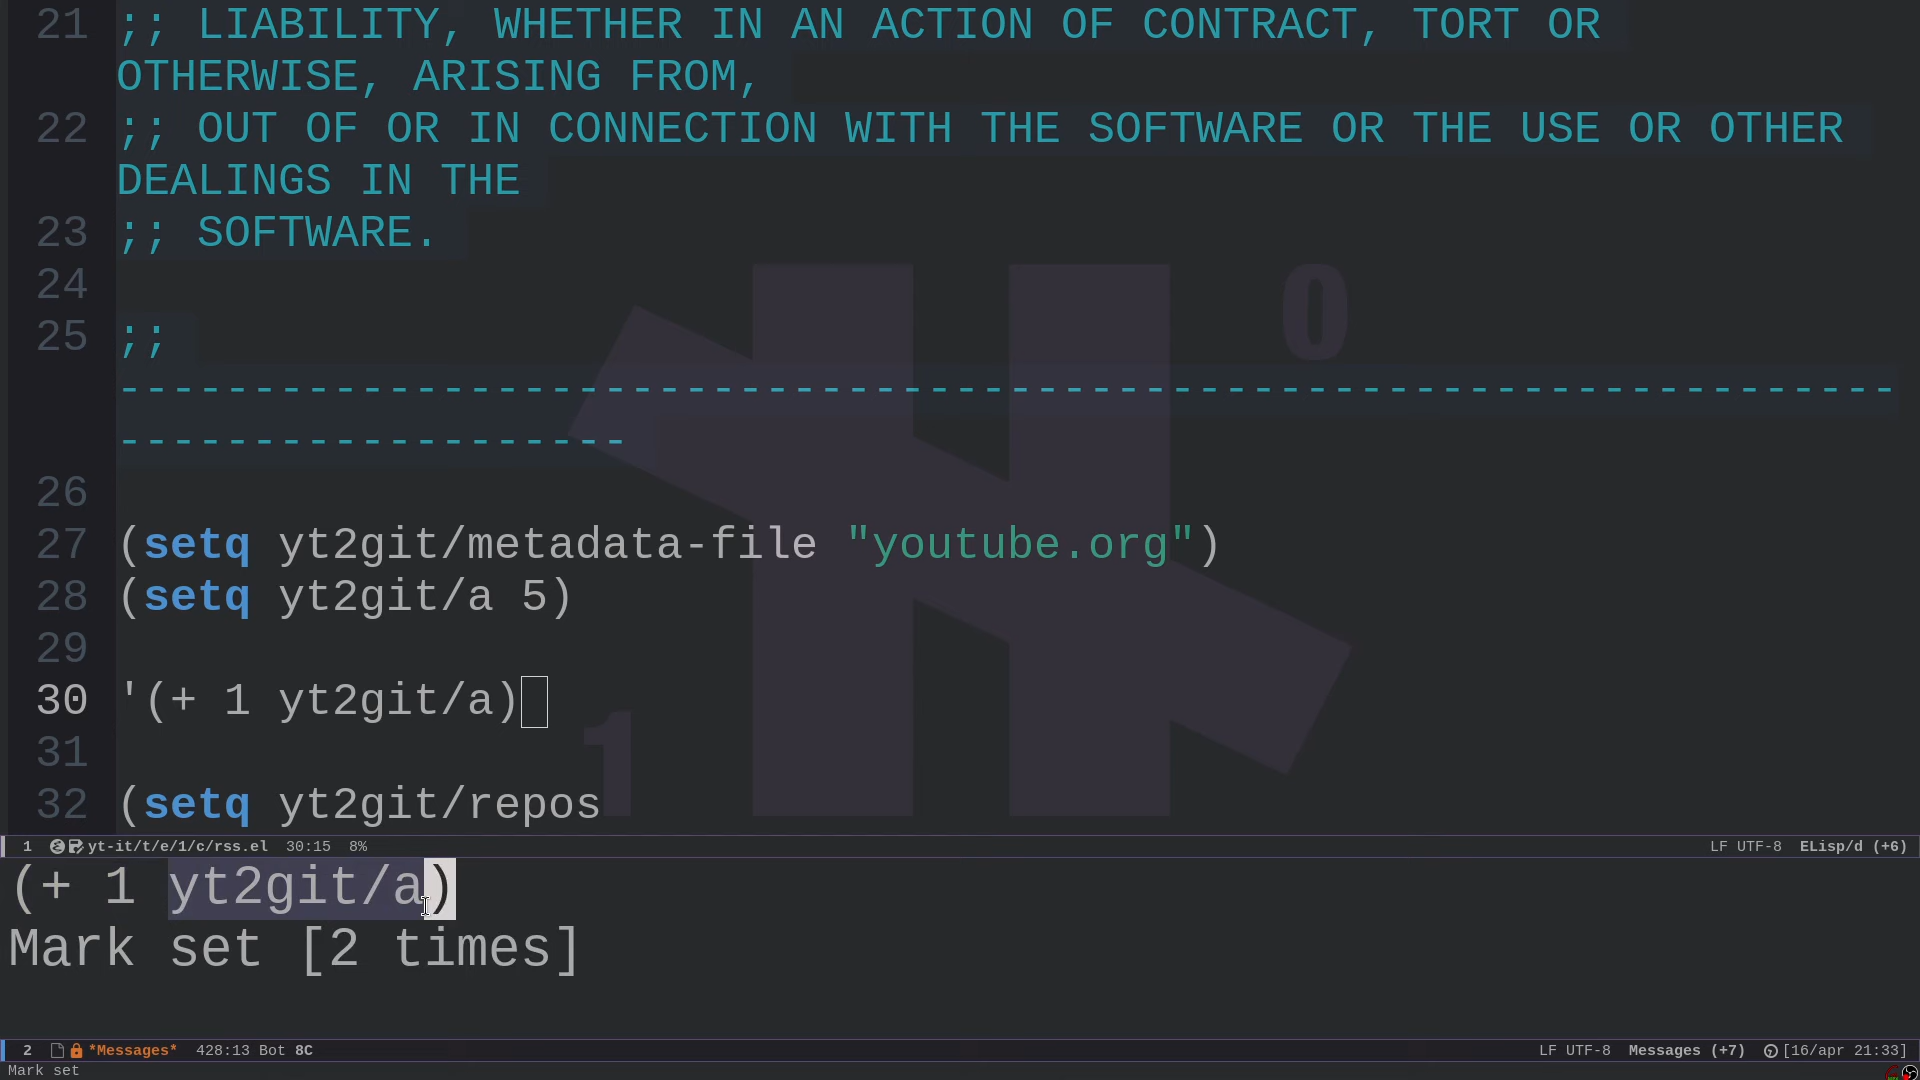 21 ;; LIABILITY, WHETHER IN AN ACTION OF CONTRACT, TORT OR
OTHERWISE, ARISING FROM,
22 ;; OUT OF OR IN CONNECTION WITH THE SOFTWARE OR THE USE OR OTHER
DEALINGS IN THE
23 ;; SOFTWARE.
24
25 ;;
------------------------------------------------------------------
-------------------
26
27 (setq yt2git/metadata-file "youtube.org")
28 (setq yt2git/a 5)
29
30 '(+ 1 yt2git/a)
31
32 (setq yt2git/repos
0
1
1 yt-it/t/e/1/c/rss.el 30:15 8% LF UTF-8 ELisp/d (+6)
(+ 1 yt2git/a)
Mark set [2 times]
2 *Messages* 428:13 Bot 8C LF UTF-8 Messages (+7) [16/apr 21:33]
Mark set